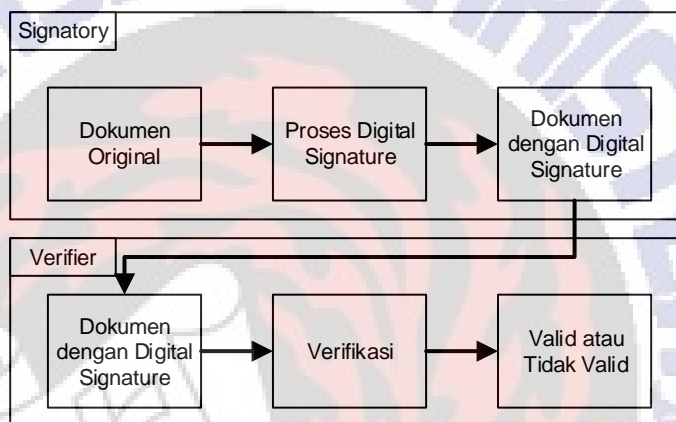 Signatory
Dokumen
Original
Proses Digital
Signature
Dokumen
dengan Digital
Signature
Verifier
Dokumen
dengan Digital
Signature
Verifikasi
Valid atau
Tidak Valid